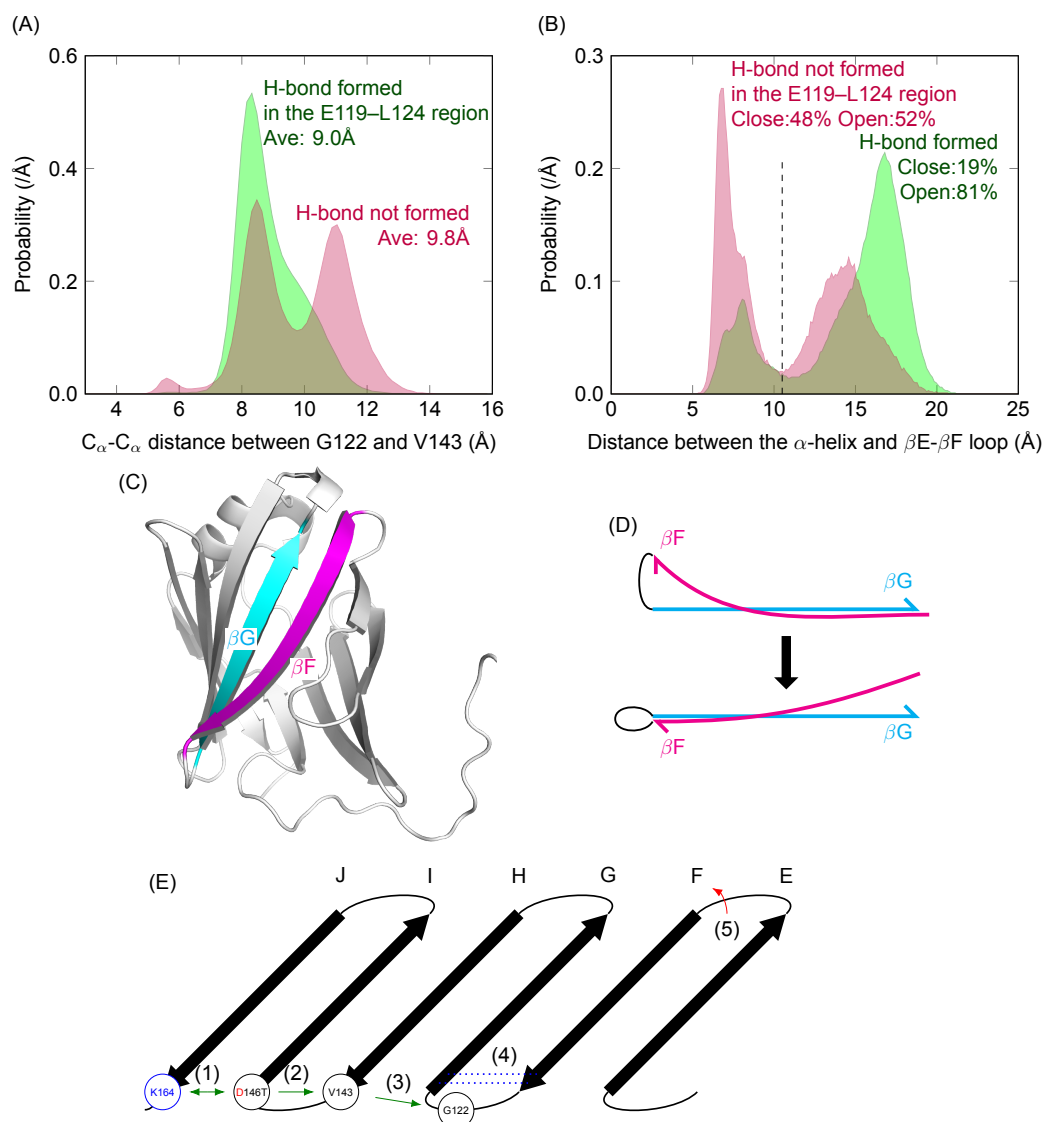 (A)
0.6
0.4
0.2
0.0
Probability (/Å)
H-bond formed
in the E119–L124 region
Ave: 9.0Å
H-bond not formed
Ave: 9.8Å
4 6 8 10 12 14 16
Cα-Cα distance between G122 and V143 (Å)
(B)
0.3
0.2
0.1
0.0
Probability (/Å)
H-bond not formed
in the E119–L124 region
Close:48% Open:52%
H-bond formed
Close:19%
Open:81%
0 5 10 15 20 25
Distance between the α-helix and βE-βF loop (Å)
(C)
βG
βF
(D)
βF
βG
βF
βG
(E)
J I H G F E
(5)
(1) (2) (3) (4)
K164 D146T V143 G122